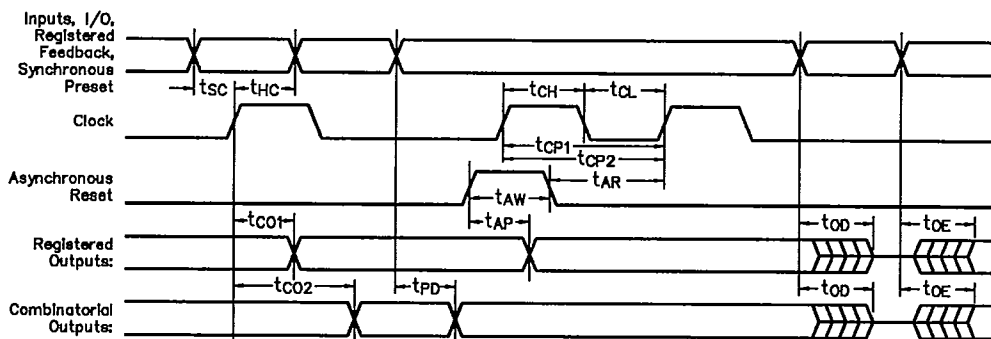 Inputs, I/O,
Registered
Feedback,
Synchronous
Preset
tSC
tHC
tCH
tCL
Clock
tCP1
tCP2
tAR
Asynchronous
Reset
tAW
tCO1
tAP
tOD
tOE
Registered
Outputs:
tCO2
tPD
tOD
tOE
Combinatorial
Outputs: